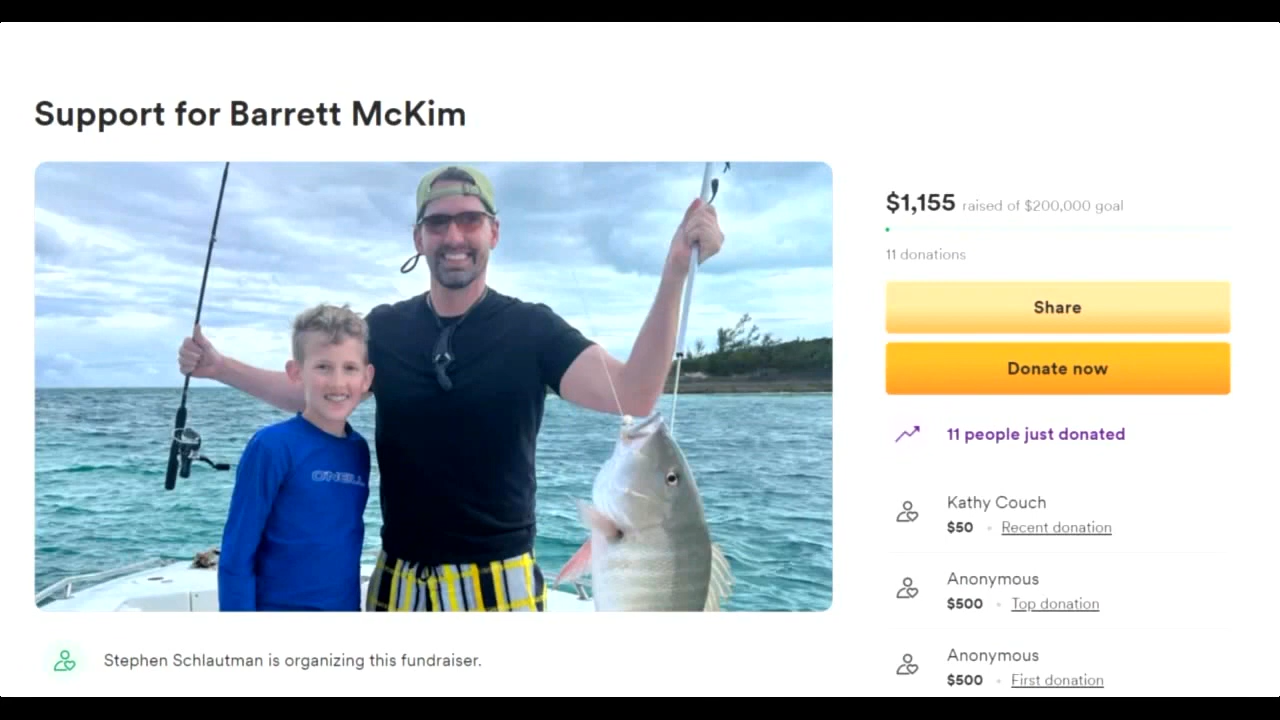 Support for Barrett McKim
O'NEILL
$1,155 raised of $200,000 goal
11 donations
Share
Donate now
11 people just donated
Kathy Couch
$50 • Recent donation
Anonymous
$500 • Top donation
Anonymous
$500 • First donation
Stephen Schlautman is organizing this fundraiser.